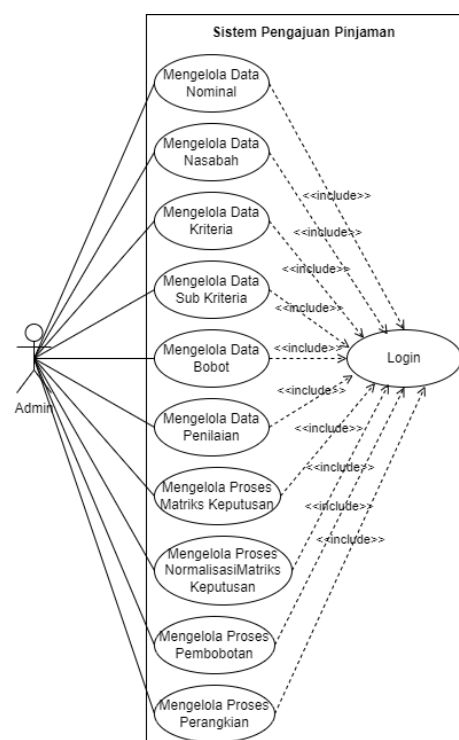 Sistem Pengajuan Pinjaman
Mengelola Data
Nominal
Mengelola Data
Nasabah
<<include>>
Mengelola Data
Kriteria
<<include>>
<<include>>
Mengelola Data
Sub Kriteria
<<include>>
Mengelola Data
Bobot
<<include>>
Login
Admin
Mengelola Data
Penilaian
<<include>>
<<include>>
Mengelola Proses
Matriks Keputusan
<<include>>
<<include>>
Mengelola Proses
NormalisasiMatriks
Keputusan
<<include>>
Mengelola Proses
Pembobotan
Mengelola Proses
Perangkian